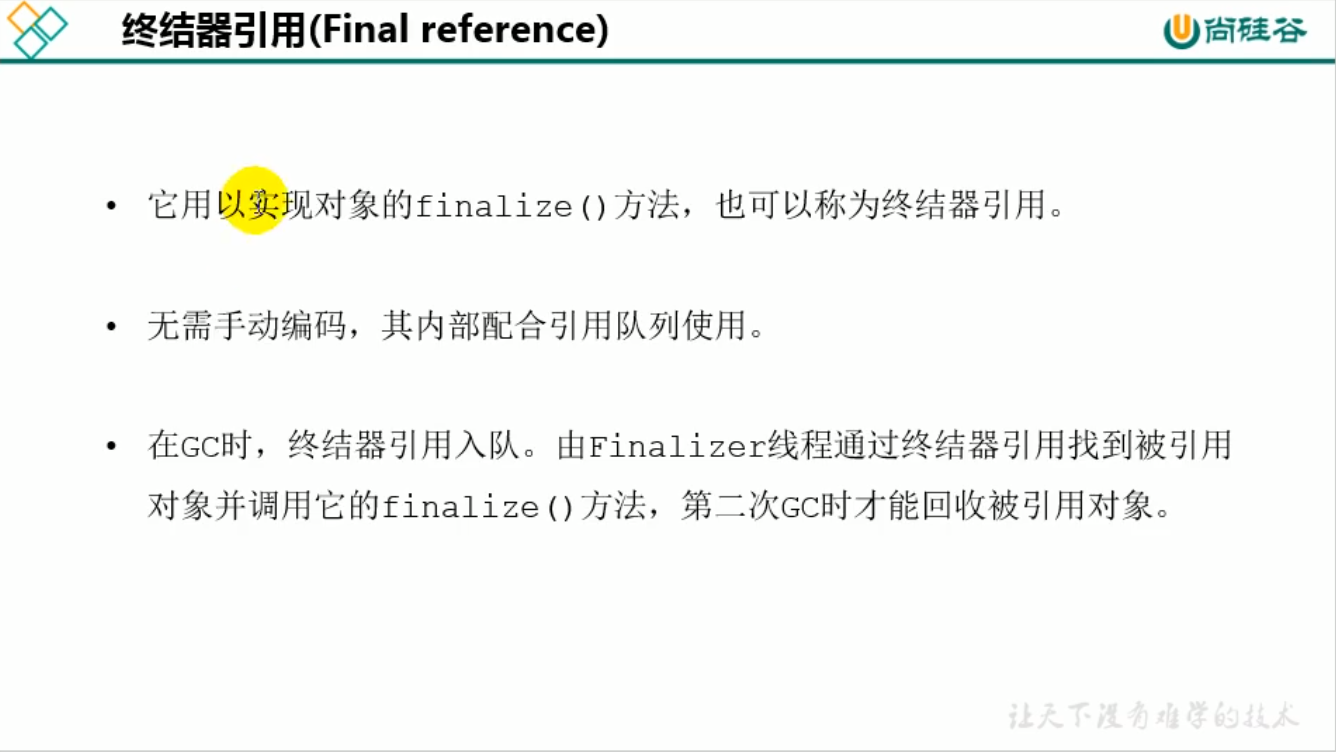 终结器引用(Final reference)
尚硅谷
• 它用以实现对象的finalize()方法，也可以称为终结器引用。
• 无需手动编码，其内部配合引用队列使用。
• 在GC时，终结器引用入队。由Finalizer线程通过终结器引用找到被引用
对象并调用它的finalize()方法，第二次GC时才能回收被引用对象。
让天下没有难学的技术